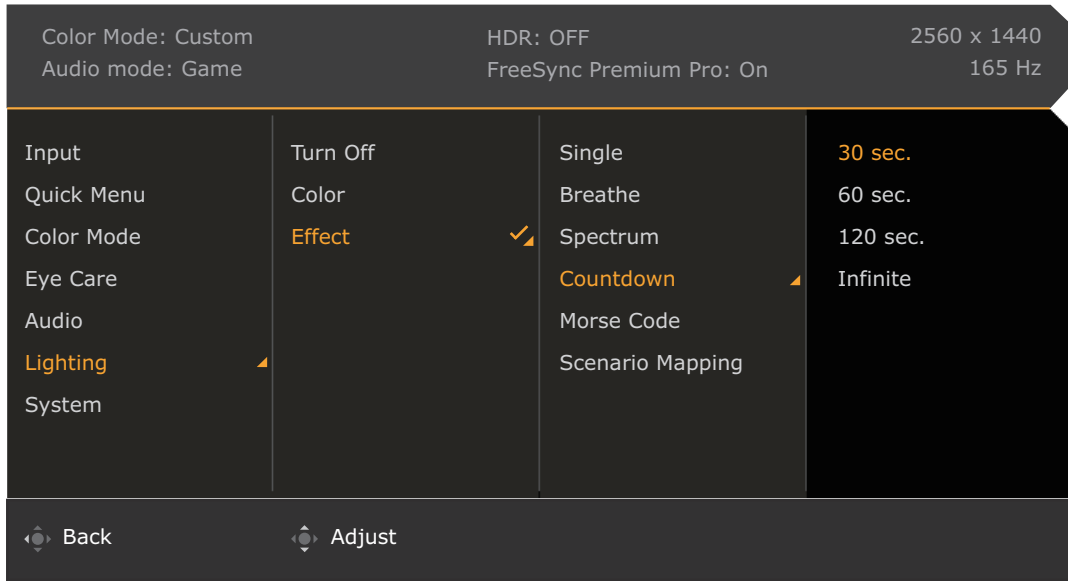 Color Mode: Custom
HDR: OFF
2560 x 1440
Audio mode: Game
FreeSync Premium Pro: On
165 Hz
Input
Quick Menu
Color Mode
Eye Care
Audio
Lighting
System
Turn Off
Color
Effect
Single
Breathe
Spectrum
Countdown
Morse Code
Scenario Mapping
30 sec.
60 sec.
120 sec.
Infinite
Back
Adjust